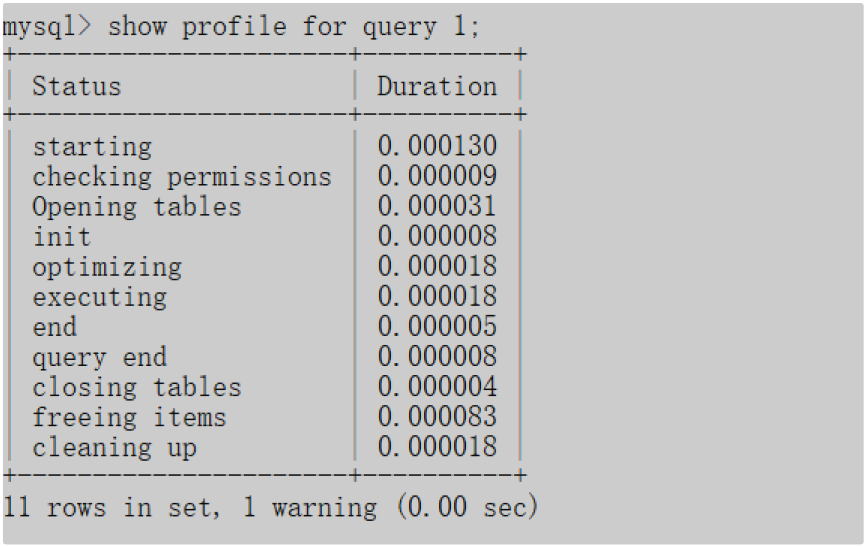 mysql> show profile for query 1;
+----------------------+----------+
| Status               | Duration |
+----------------------+----------+
| starting             | 0.000130 |
| checking permissions | 0.000009 |
| Opening tables       | 0.000031 |
| init                 | 0.000008 |
| optimizing           | 0.000018 |
| executing            | 0.000018 |
| end                  | 0.000005 |
| query end            | 0.000008 |
| closing tables       | 0.000004 |
| freeing items        | 0.000083 |
| cleaning up          | 0.000018 |
+----------------------+----------+
11 rows in set, 1 warning (0.00 sec)